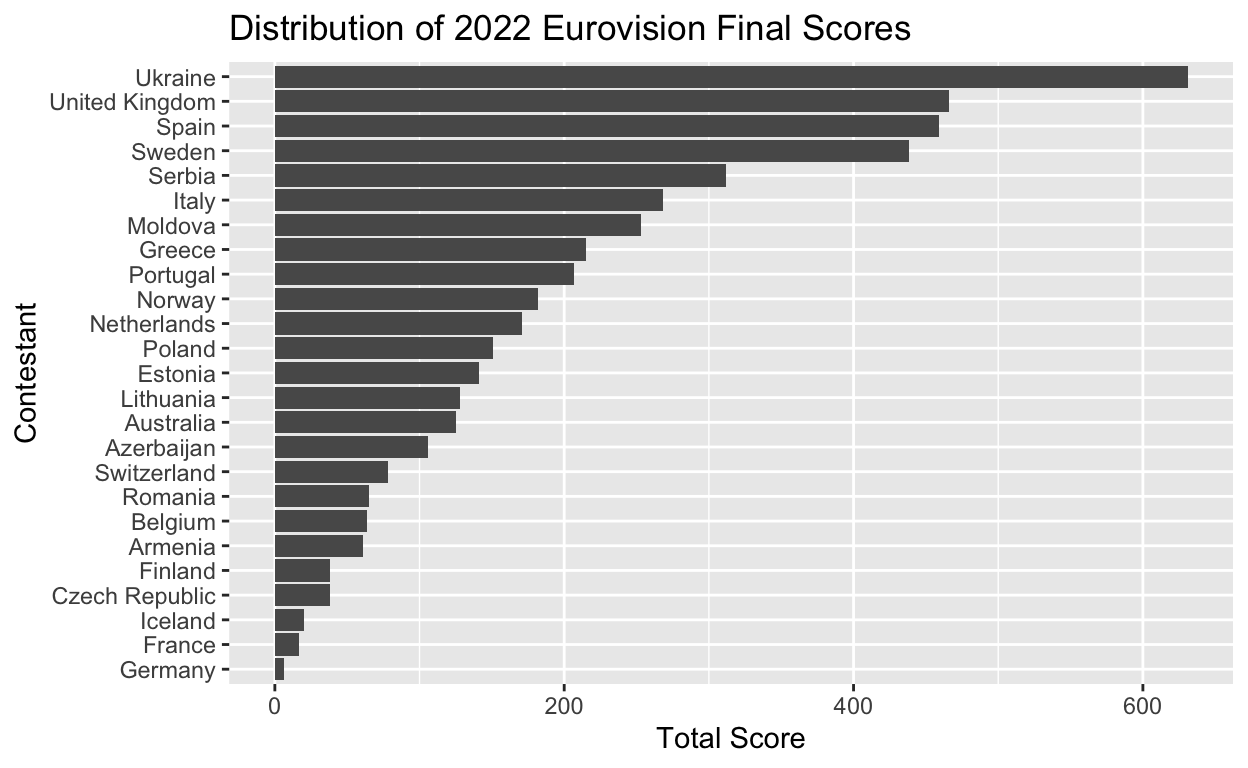 Distribution of 2022 Eurovision Final Scores
Contestant
Ukraine
United Kingdom
Spain
Sweden
Serbia
Italy
Moldova
Greece
Portugal
Norway
Netherlands
Poland
Estonia
Lithuania
Australia
Azerbaijan
Switzerland
Romania
Belgium
Armenia
Finland
Czech Republic
Iceland
France
Germany
0 200 400 600
Total Score